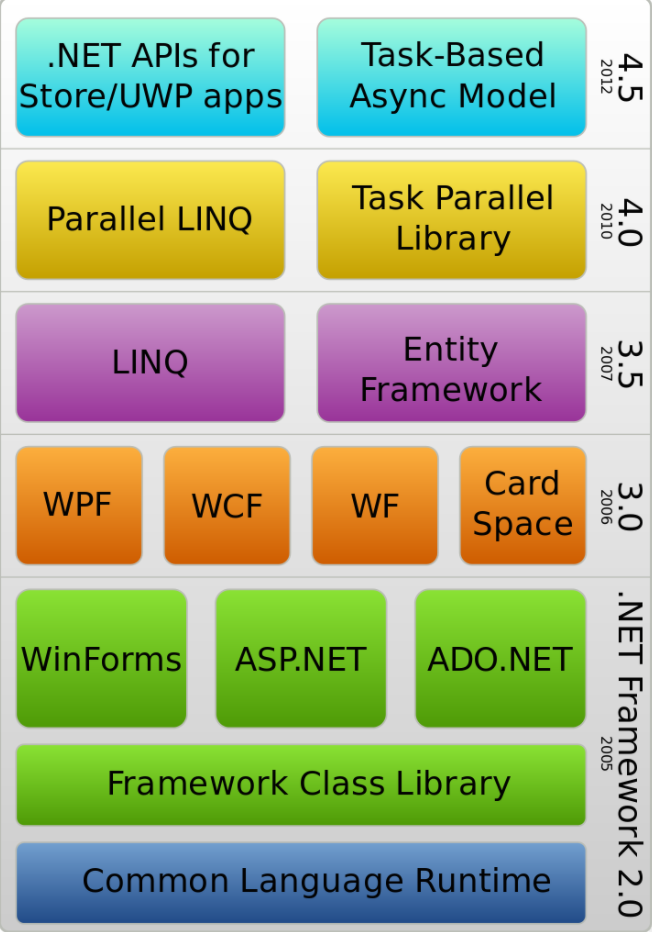 .NET APIs for
Store/UWP apps
Task-Based
Async Model
4.5
2012
Parallel LINQ
Task Parallel
Library
4.0
2010
LINQ
Entity
Framework
3.5
2007
WPF
WCF
WF
Card
Space
3.0
2006
WinForms
ASP.NET
ADO.NET
Framework Class Library
Common Language Runtime
.NET Framework 2.0
2005